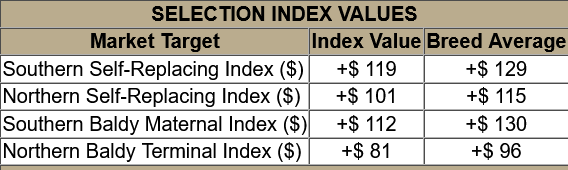 SELECTION INDEX VALUES
Market Target Index Value Breed Average
Southern Self-Replacing Index ($) +$ 119 +$ 129
Northern Self-Replacing Index ($) +$ 101 +$ 115
Southern Baldy Maternal Index ($) +$ 112 +$ 130
Northern Baldy Terminal Index ($) +$ 81 +$ 96